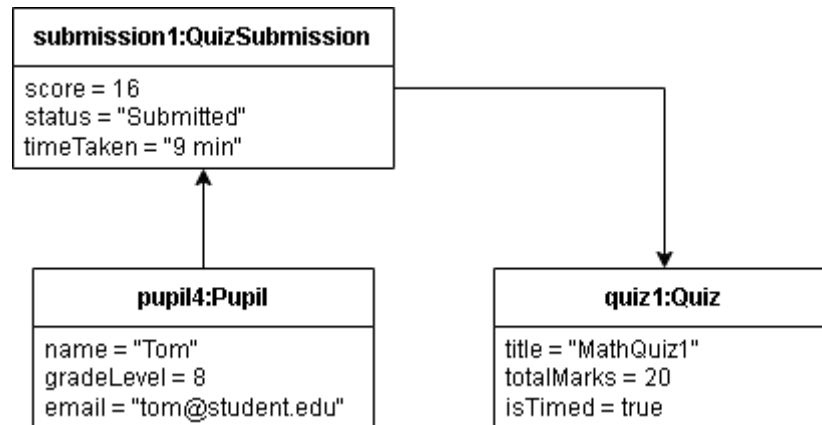 submission1:QuizSubmission
score = 16
status = "Submitted"
timeTaken = "9 min"
pupil4:Pupil
name = "Tom"
gradeLevel = 8
email = "tom@student.edu"
quiz1:Quiz
title = "MathQuiz1"
totalMarks = 20
isTimed = true